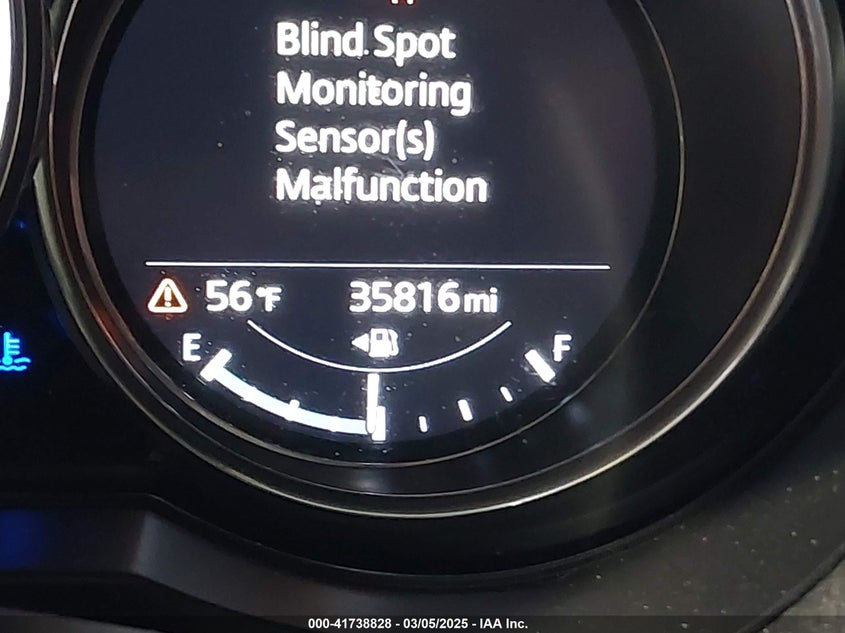 Blind Spot
Monitoring
Sensor(s)
Malfunction
56°F 35816mi
E F
000-41738828 - 03/05/2025 - IAA Inc.